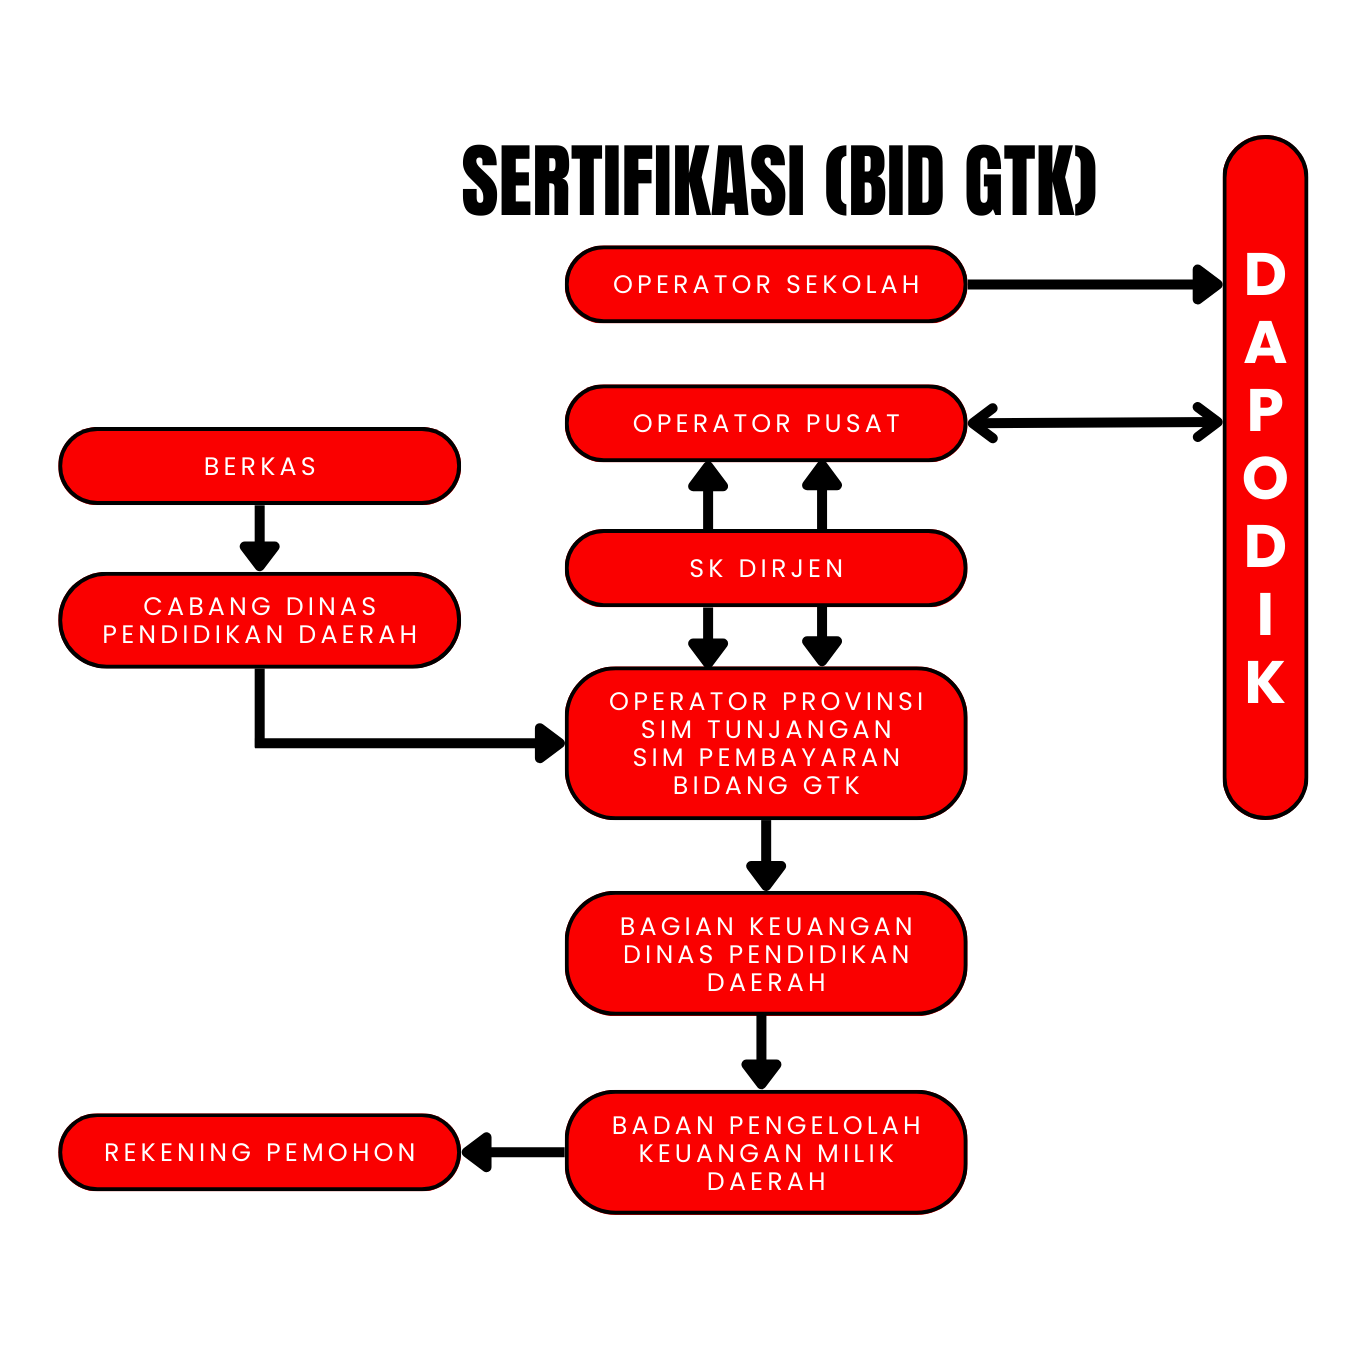 SERTIFIKASI (BID GTK)
OPERATOR SEKOLAH
OPERATOR PUSAT
BERKAS
SK DIRJEN
CABANG DINAS
PENDIDIKAN DAERAH
OPERATOR PROVINSI
SIM TUNJANGAN
SIM PEMBAYARAN
BIDANG GTK
BAGIAN KEUANGAN
DINAS PENDIDIKAN
DAERAH
BADAN PENGELOLAH
KEUANGAN MILIK
DAERAH
REKENING PEMOHON
D
A
P
O
D
I
K